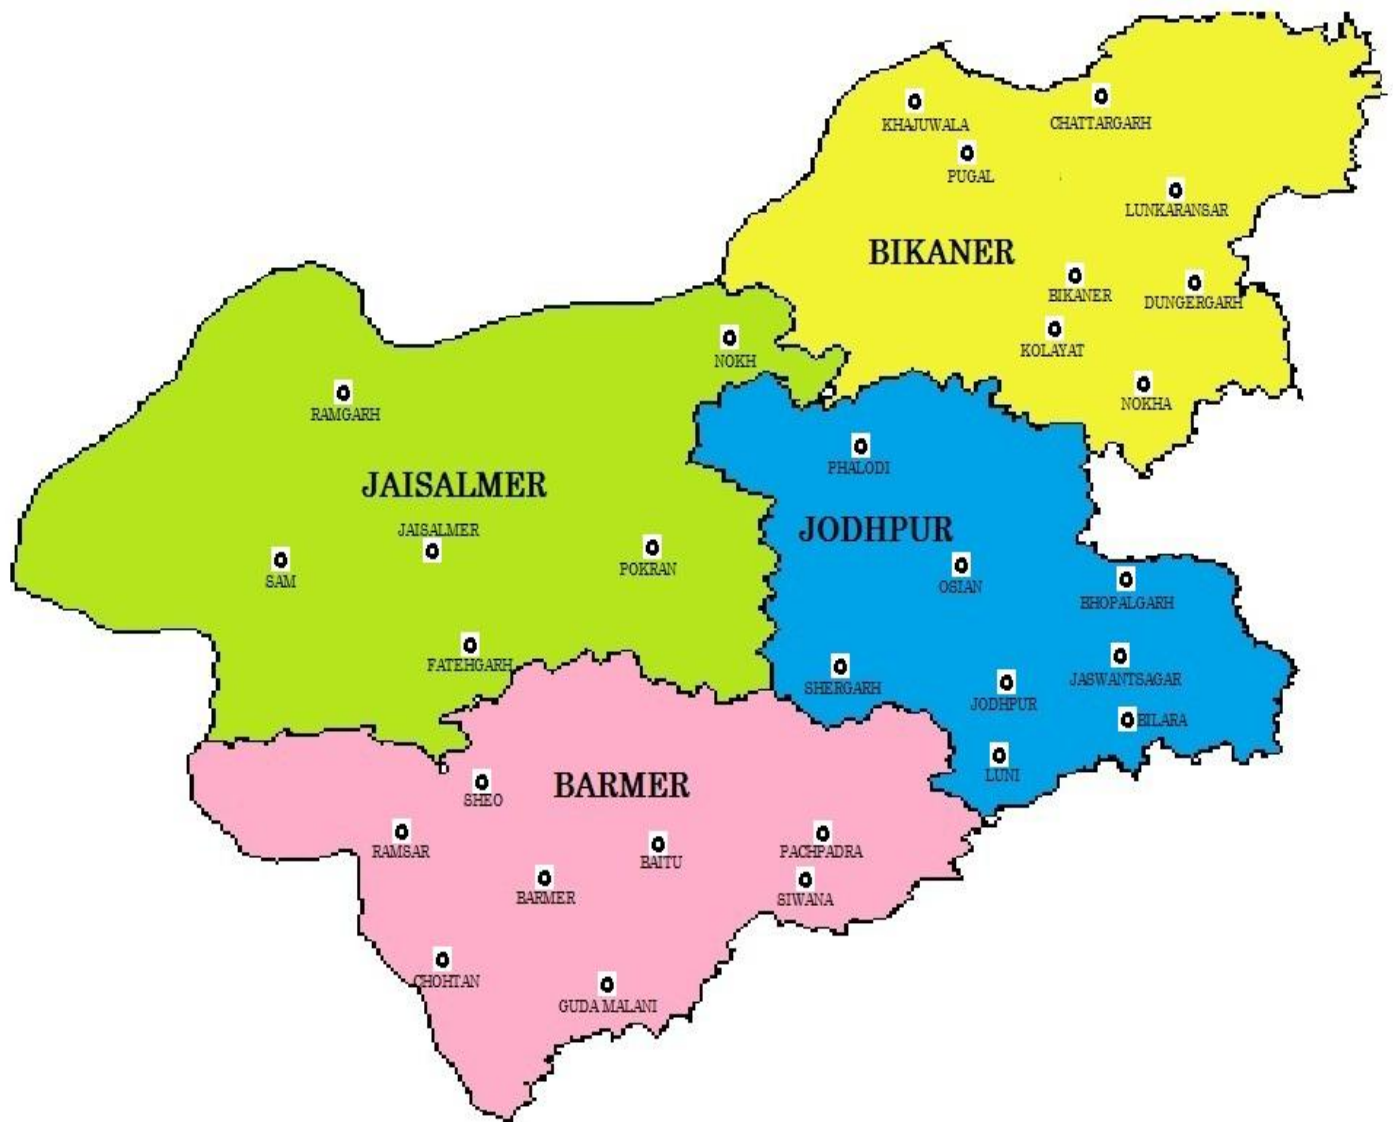 KHAJUWALA
CHATTARGARH
PUGAL
LUNKARANSAR
BIKANER
BIKANER
DUNGERGARH
KOLAYAT
NOKHA
NOKH
RAMGARH
JAISALMER
JAISALMER
SAM
POKRAN
FATEHGARH
PHALODI
JODHPUR
OSIAN
BHOPALGARH
SHERGARH
JODHPUR
JASWANTSAGAR
BILARA
LUNI
SHEO
BARMER
RAMSAR
BAITU
PACHPADRA
BARMER
SIWANA
CHOHTAN
GUDA MALANI